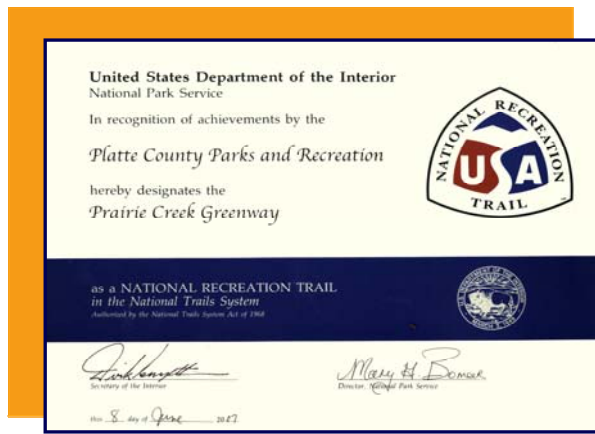 United States Department of the Interior
National Park Service
In recognition of achievements by the
Platte County Parks and Recreation
hereby designates the
Prairie Creek Greenway
NATIONAL RECREATION
USA
TRAIL
as a NATIONAL RECREATION TRAIL
in the National Trails System
Authorized by the National Trails System Act of 1968
Secretary of the Interior
Mary A. Bomar
Director, National Park Service
this 8 day of June 2007